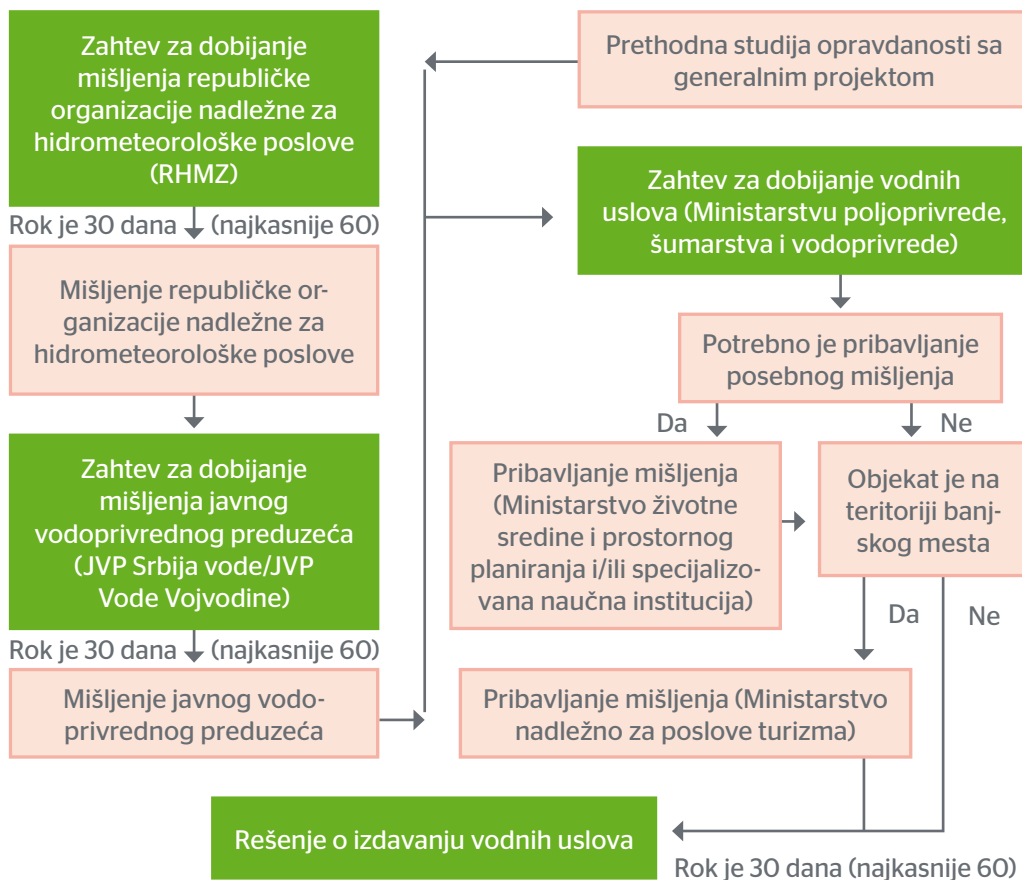 Zahtev za dobijanje
mišljenja republičke
organizacije nadležne za
hidrometeorološke poslove
(RHMZ)
Rok je 30 dana (najkasnije 60)
Mišljenje republičke or-
ganizacije nadležne za
hidrometeorološke poslove
Zahtev za dobijanje
mišljenja javnog
vodoprivrednog preduzeća
(JVP Srbija vode/JVP
Vode Vojvodine)
Rok je 30 dana (najkasnije 60)
Mišljenje javnog vodo-
privrednog preduzeća
Prethodna studija opravdanosti sa
generalnim projektom
Zahtev za dobijanje vodnih
uslova (Ministarstvu poljoprivrede,
šumarstva i vodoprivrede)
Potrebno je pribavljanje
posebnog mišljenja
Da
Ne
Pribavljanje mišljenja
(Ministarstvo životne
sredine i prostornog
planiranja i/ili specijalizo-
vana naučna institucija)
Objekat je na
teritoriji banj-
skog mesta
Da
Ne
Pribavljanje mišljenja (Ministarstvo
nadležno za poslove turizma)
Rešenje o izdavanju vodnih uslova
Rok je 30 dana (najkasnije 60)